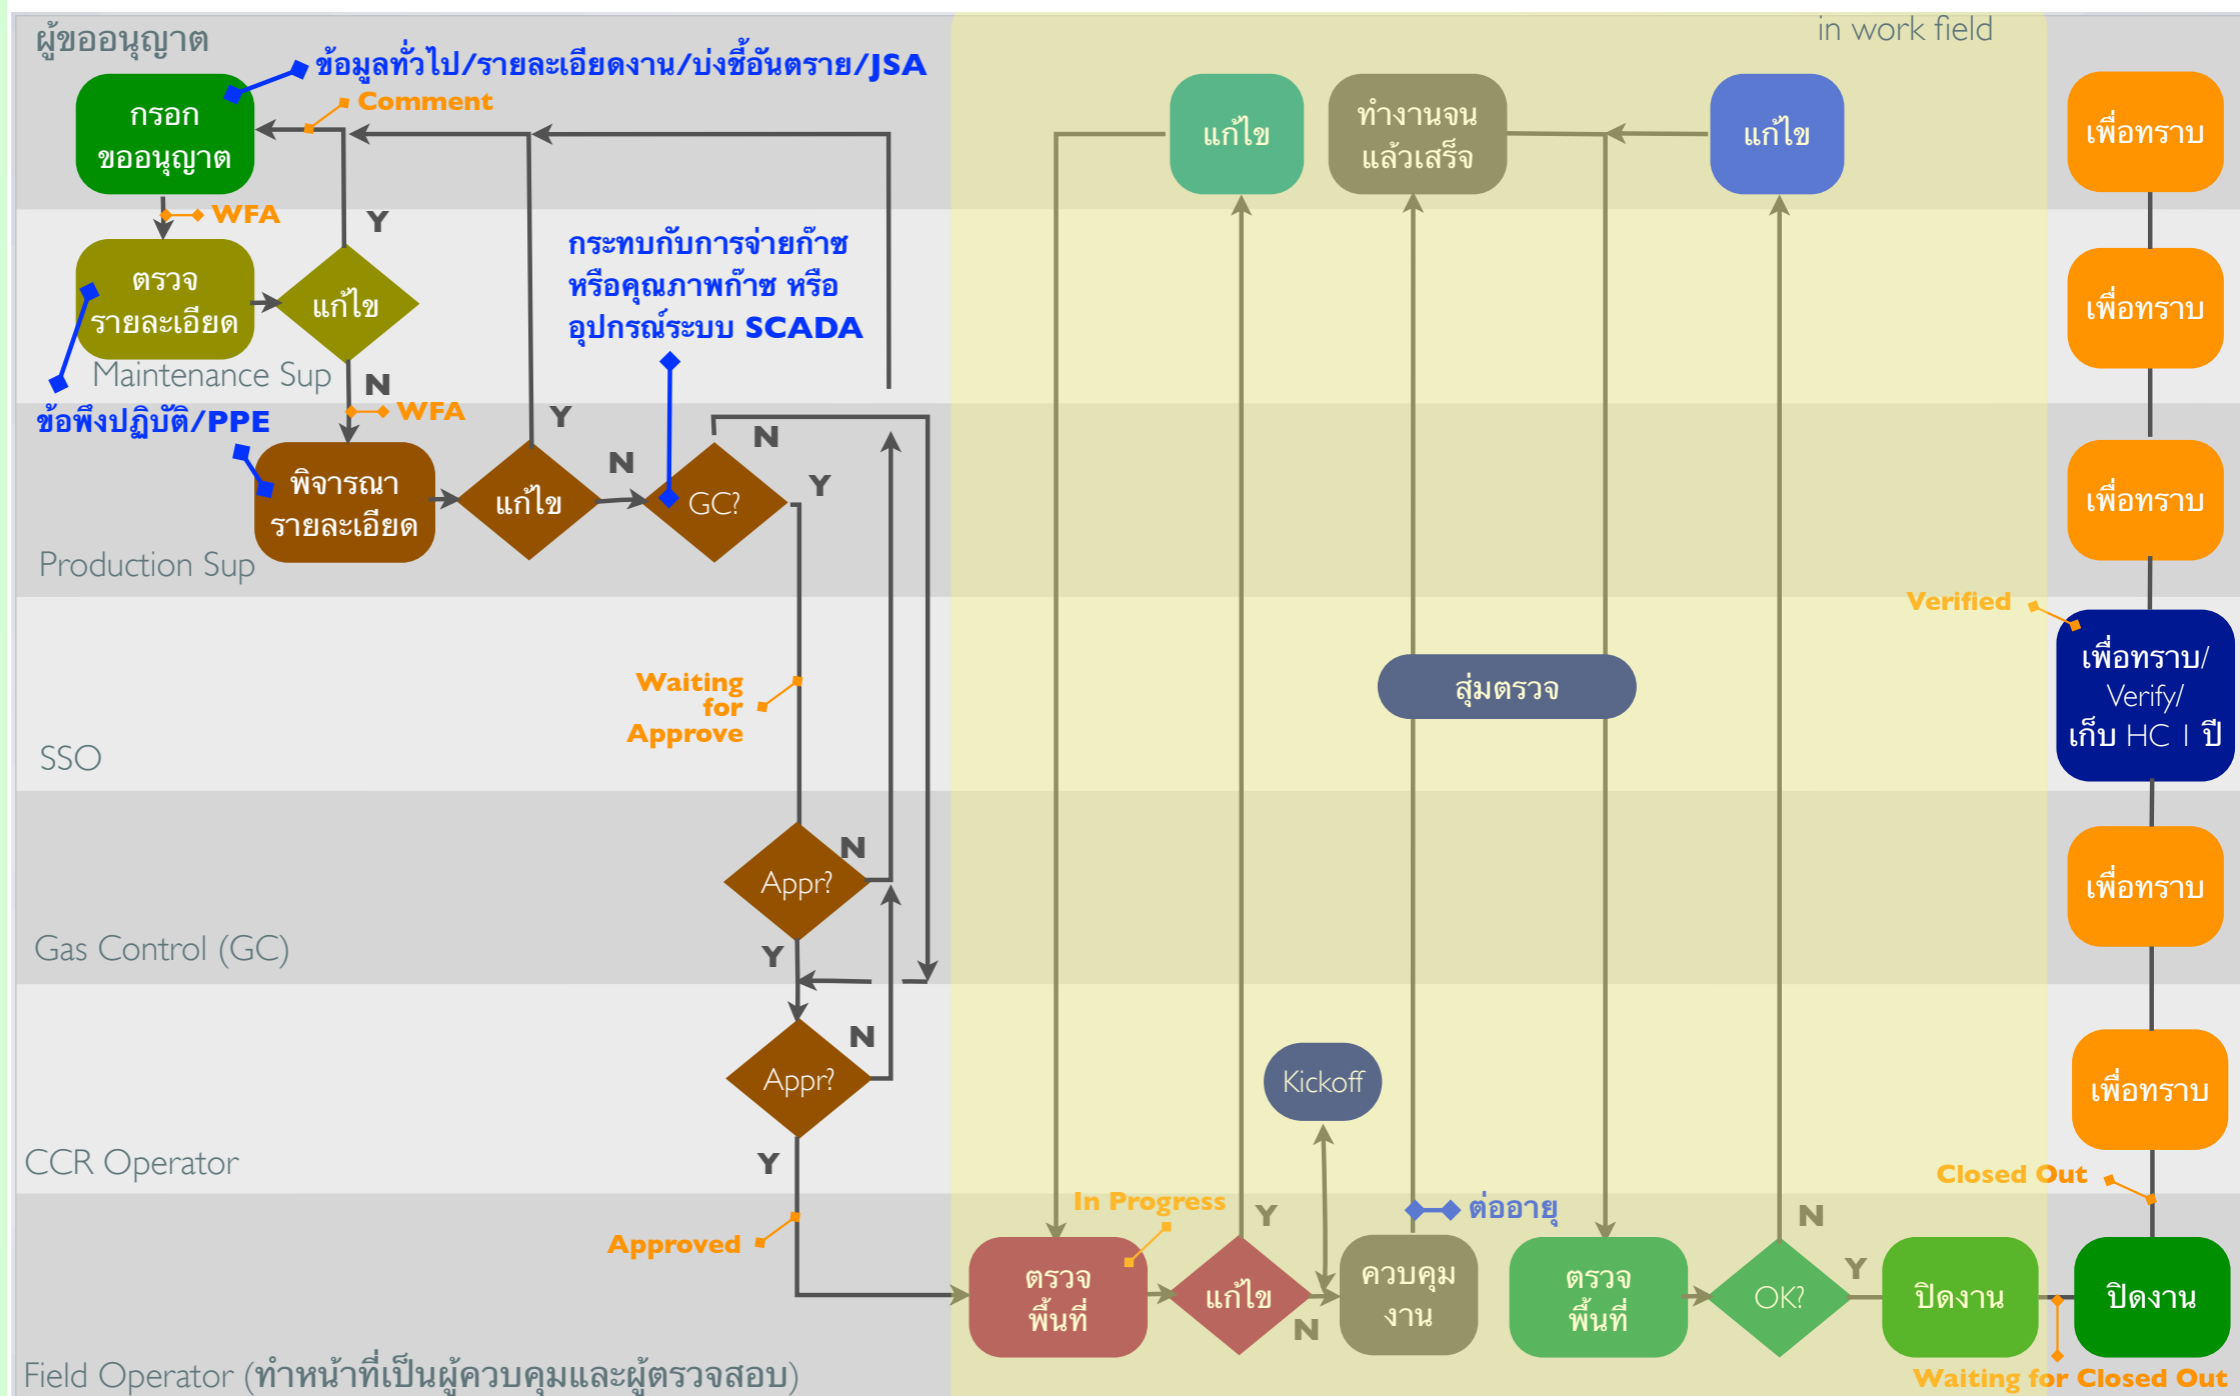 ผู้ขออนุญาต
in work field
ข้อมูลทั่วไป/รายละเอียดงาน/บ่งชี้อันตราย/JSA
Comment
กรอก
ขออนุญาต
แก้ไข
ทำงานจน
แล้วเสร็จ
แก้ไข
เพื่อทราบ
WFA
Y
ตรวจ
รายละเอียด
แก้ไข
กระทบกับการจ่ายก๊าซ
หรือคุณภาพก๊าซ หรือ
อุปกรณ์ระบบ SCADA
เพื่อทราบ
Maintenance Sup
N
WFA
ข้อพึงปฏิบัติ/PPE
Y
N
N
Y
พิจารณา
รายละเอียด
แก้ไข
GC?
เพื่อทราบ
Production Sup
Verified
Waiting
for
Approve
สุ่มตรวจ
เพื่อทราบ/
Verify/
เก็บ HC 1 ปี
SSO
N
Appr?
เพื่อทราบ
Gas Control (GC)
Y
N
Appr?
Kickoff
เพื่อทราบ
CCR Operator
Y
Closed Out
In Progress
Y
ต่ออายุ
N
Approved
Y
ตรวจ
พื้นที่
แก้ไข
N
ควบคุม
งาน
ตรวจ
พื้นที่
OK?
ปิดงาน
ปิดงาน
Field Operator (ทำหน้าที่เป็นผู้ควบคุมและผู้ตรวจสอบ)
Waiting for Closed Out